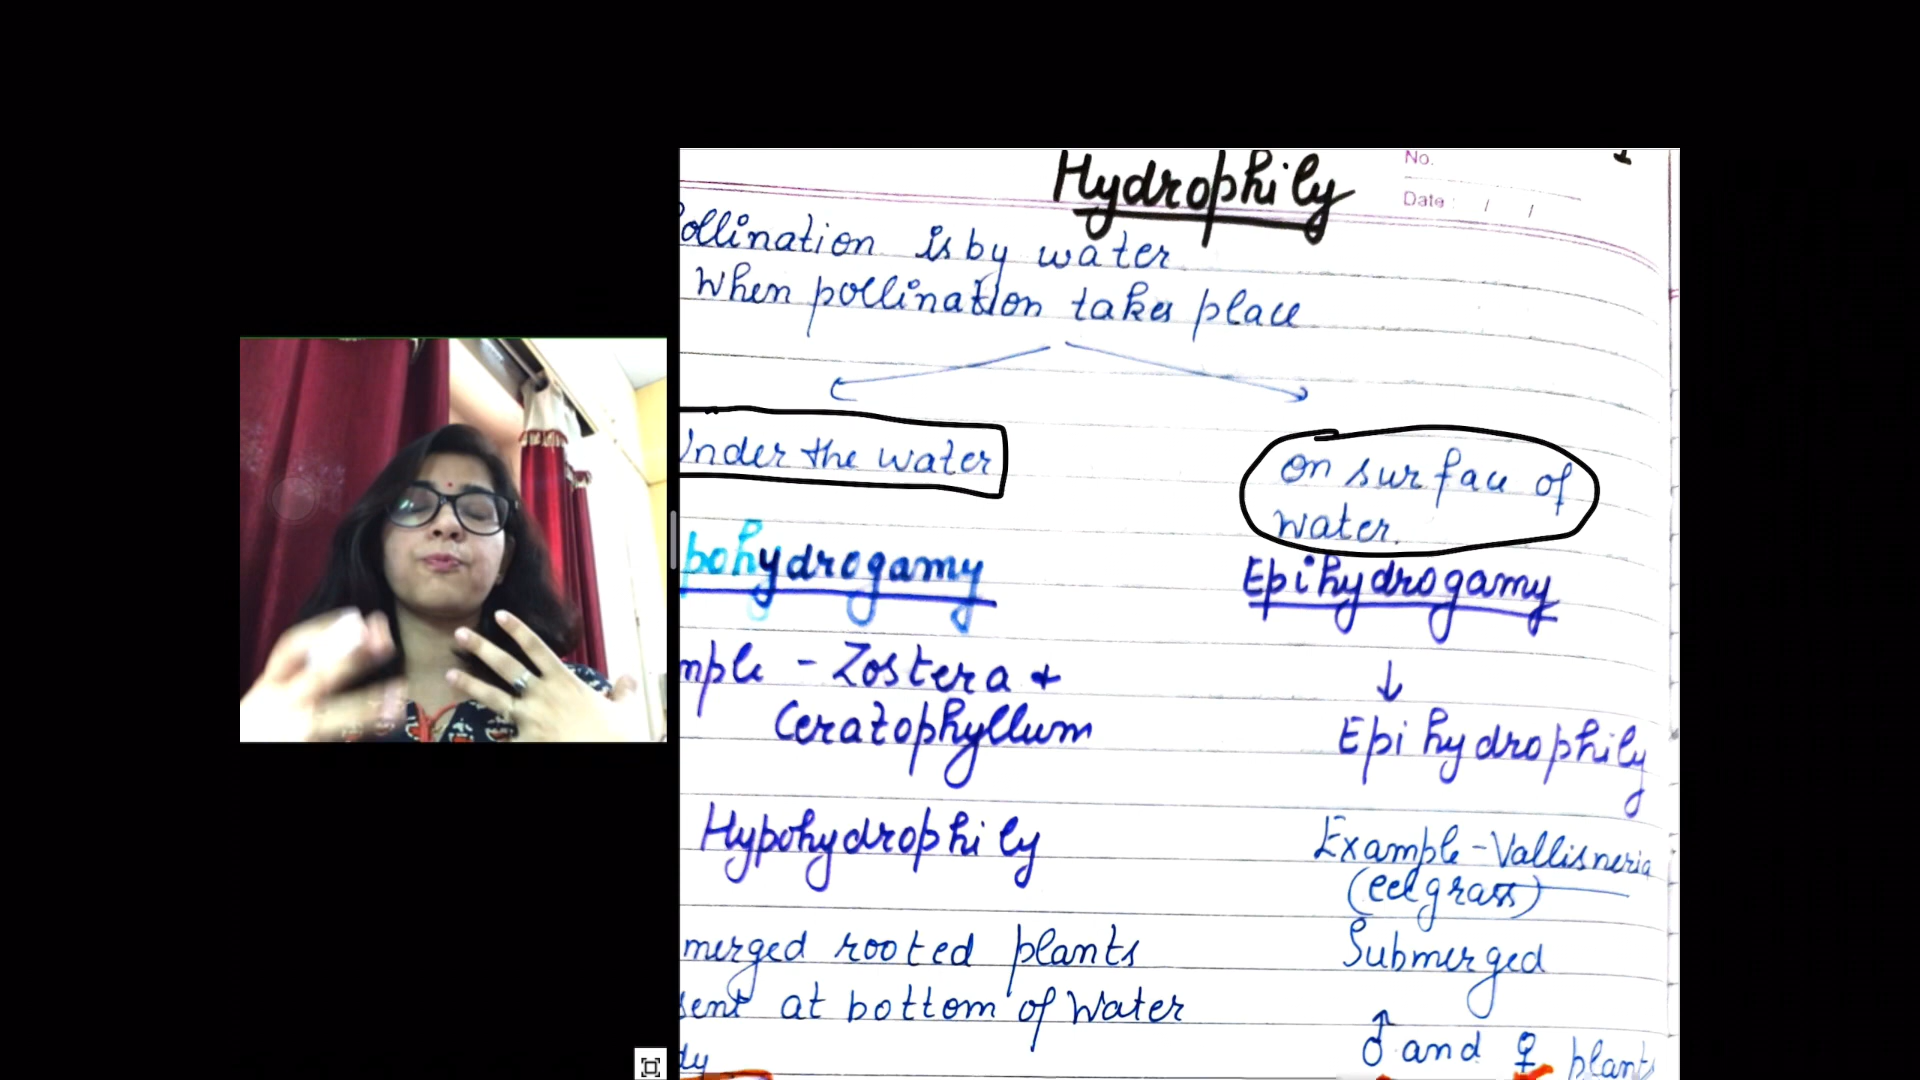 Hydrophily
No.
Date : / /
ollination is by water
When pollination takes place
Under the water
on surface of
water.
pohydrogamy
Epihydrogamy
mple - Zostera +
Ceratophyllum
Epihydrophily
Hypohydrophily
Example - Vallisneria
(eelgrass)
merged rooted plants
Submerged
sent at bottom of Water
♂ and ♀ plants
dy